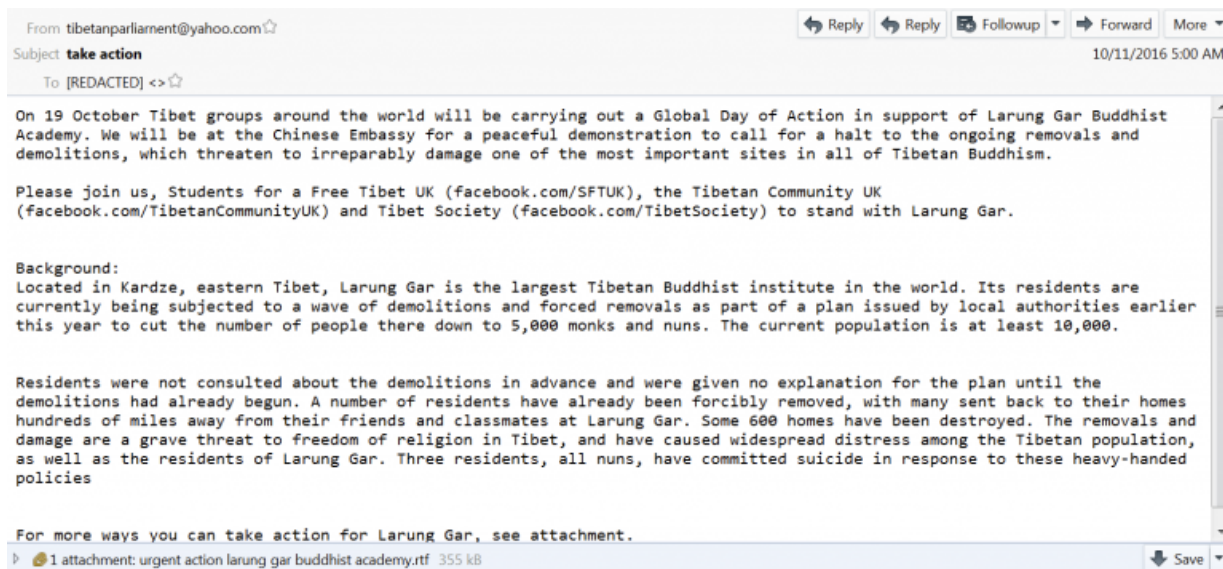 From tibetanparliarnent@yahoo.com
Reply Reply Followup Forward More
Subject take action
10/11/2016 5:00 AM
To [REDACTED] <>
On 19 October Tibet groups around the world will be carrying out a Global Day of Action in support of Larung Gar Buddhist
Academy. We will be at the Chinese Embassy for a peaceful demonstration to call for a halt to the ongoing removals and
demolitions, which threaten to irreparably damage one of the most important sites in all of Tibetan Buddhism.
Please join us, Students for a Free Tibet UK (facebook.com/SFTUK), the Tibetan Community UK
(facebook.com/TibetanCommunityUK) and Tibet Society (facebook.com/TibetSociety) to stand with Larung Gar.
Background:
Located in Kardze, eastern Tibet, Larung Gar is the largest Tibetan Buddhist institute in the world. Its residents are
currently being subjected to a wave of demolitions and forced removals as part of a plan issued by local authorities earlier
this year to cut the number of people there down to 5,000 monks and nuns. The current population is at least 10,000.
Residents were not consulted about the demolitions in advance and were given no explanation for the plan until the
demolitions had already begun. A number of residents have already been forcibly removed, with many sent back to their homes
hundreds of miles away from their friends and classmates at Larung Gar. Some 600 homes have been destroyed. The removals and
damage are a grave threat to freedom of religion in Tibet, and have caused widespread distress among the Tibetan population,
as well as the residents of Larung Gar. Three residents, all nuns, have committed suicide in response to these heavy-handed
policies
For more ways you can take action for Larung Gar, see attachment.
1 attachment: urgent action larung gar buddhist academy.rtf 355 kB
Save